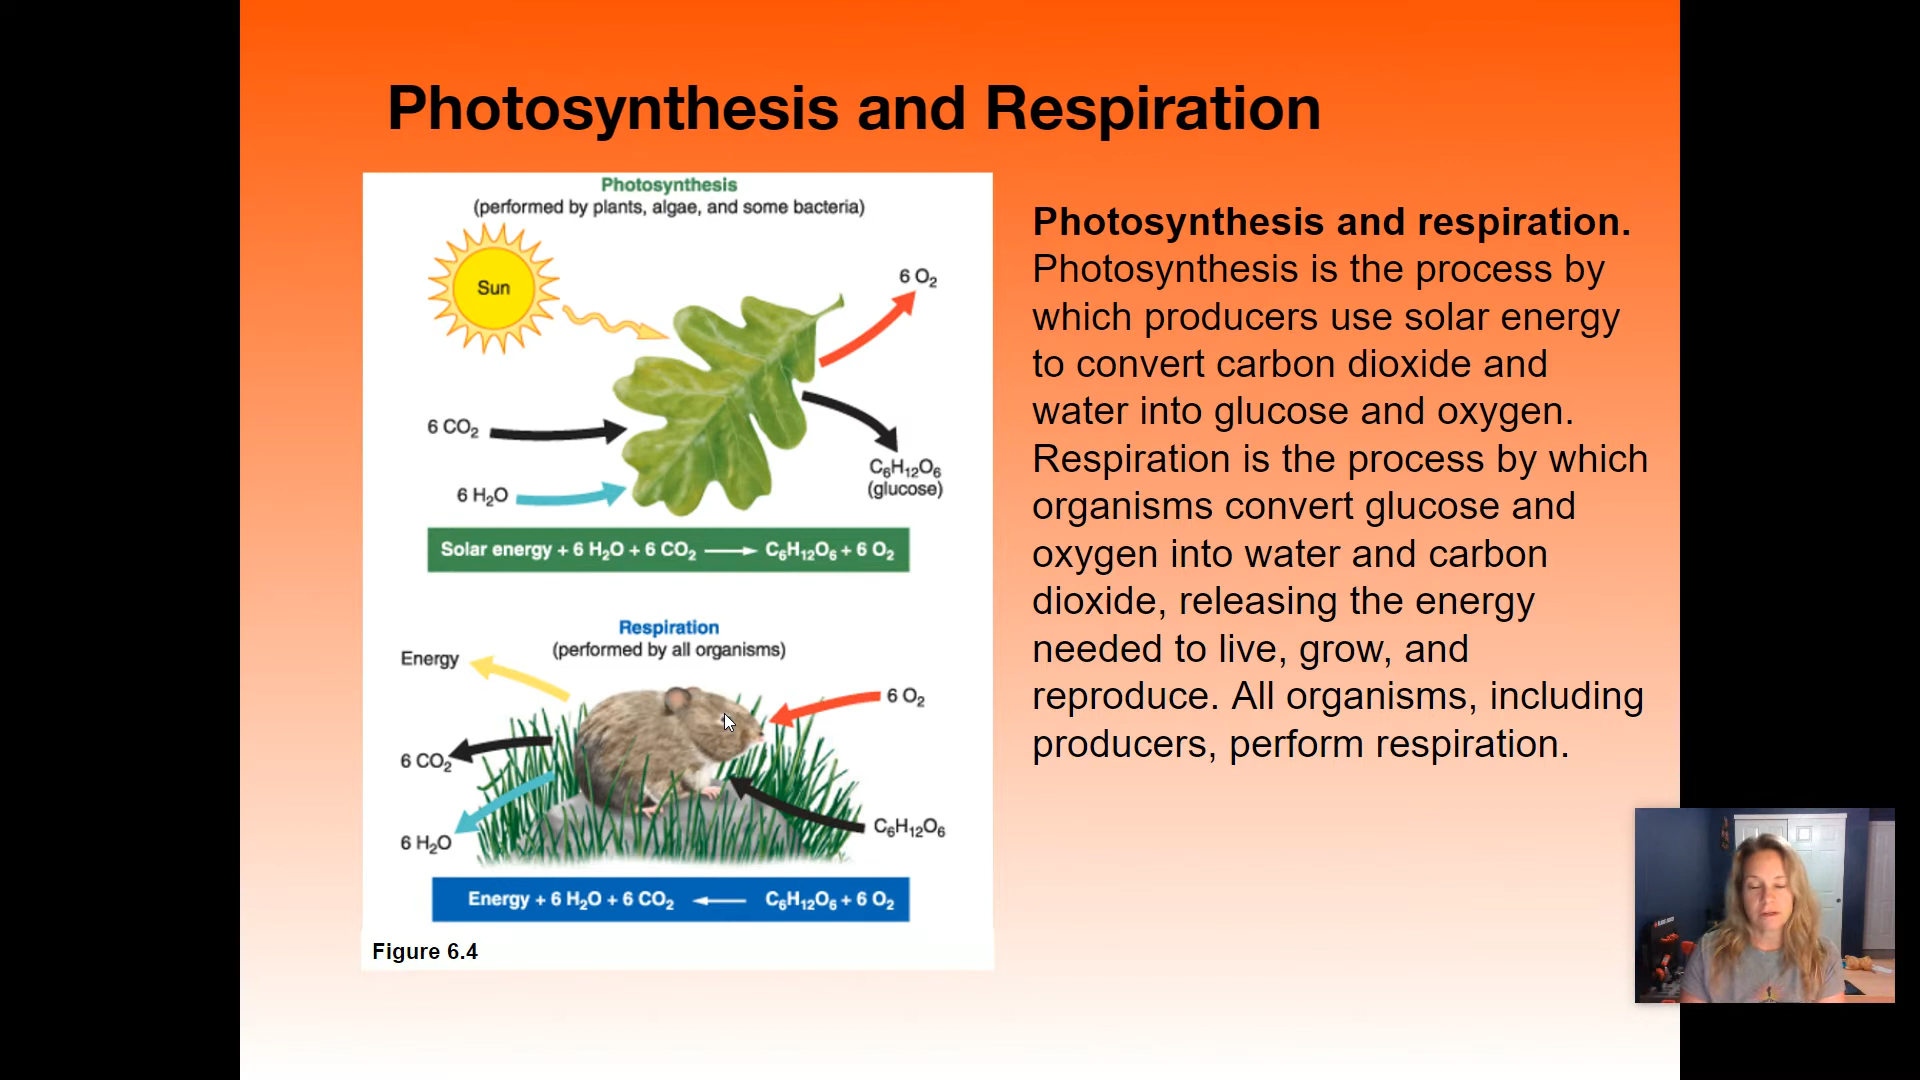 Photosynthesis and Respiration
Photosynthesis
(performed by plants, algae, and some bacteria)
Sun
6 O₂
6 CO₂
C₆H₁₂O₆
(glucose)
6 H₂O
Solar energy + 6 H₂O + 6 CO₂ ⟶ C₆H₁₂O₆ + 6 O₂
Respiration
(performed by all organisms)
Energy
6 O₂
6 CO₂
C₆H₁₂O₆
6 H₂O
Energy + 6 H₂O + 6 CO₂ ⟵ C₆H₁₂O₆ + 6 O₂
Figure 6.4
Photosynthesis and respiration.
Photosynthesis is the process by
which producers use solar energy
to convert carbon dioxide and
water into glucose and oxygen.
Respiration is the process by which
organisms convert glucose and
oxygen into water and carbon
dioxide, releasing the energy
needed to live, grow, and
reproduce. All organisms, including
producers, perform respiration.